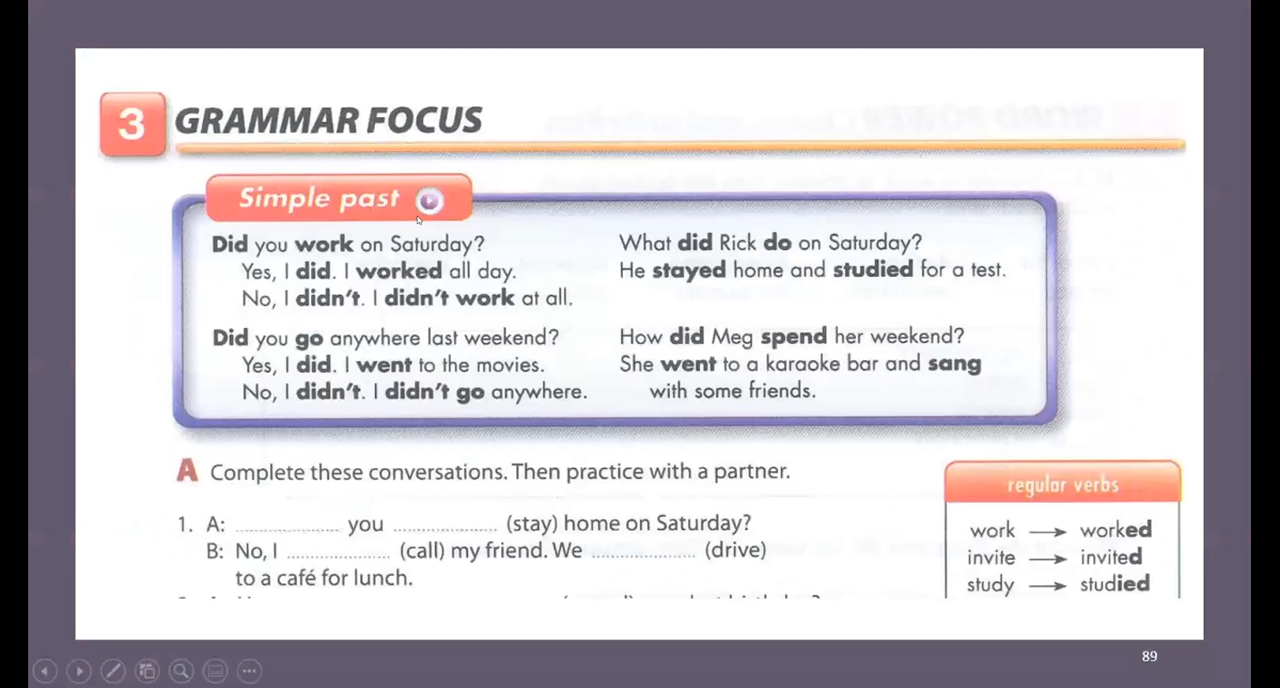 3 GRAMMAR FOCUS
Simple past
Did you work on Saturday?
Yes, I did. I worked all day.
No, I didn't. I didn't work at all.
Did you go anywhere last weekend?
Yes, I did. I went to the movies.
No, I didn't. I didn't go anywhere.
What did Rick do on Saturday?
He stayed home and studied for a test.
How did Meg spend her weekend?
She went to a karaoke bar and sang
with some friends.
A Complete these conversations. Then practice with a partner.
1. A: .................... you .................... (stay) home on Saturday?
B: No, I .................... (call) my friend. We .................... (drive)
to a café for lunch.
regular verbs
work → worked
invite → invited
study → studied
89